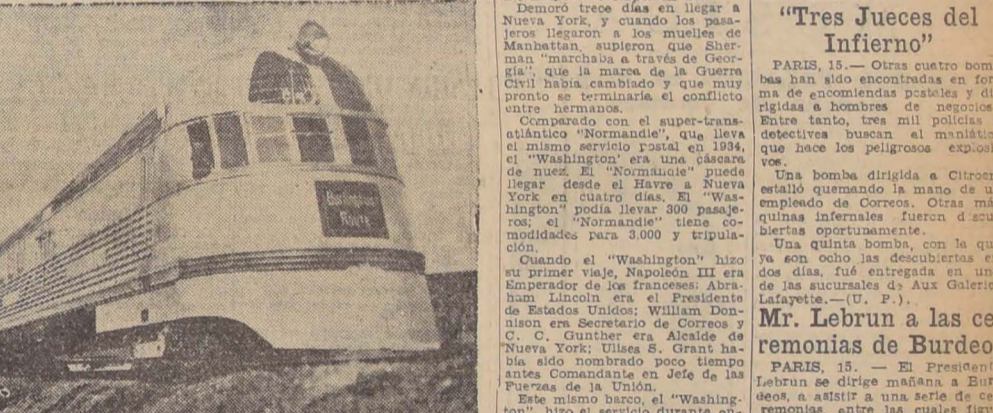 Burlington
Route
Demoró trece días en llegar a
Nueva York, y cuando los pasa-
jeros llegaron a los muelles de
Manhattan, supieron que Sher-
man "marchaba a través de Geor-
gía", que la marea de la Guerra
Civil había cambiado y que muy
pronto se terminaría el conflicto
entre hermanos.
Comparado con el super-trans-
atlántico "Normandie", que lleva
el mismo servicio postal en 1934,
el "Washington' era una cáscara
de nuez. El "Normandie" puede
llegar desde el Havre a Nueva
York en cuatro días. El "Was-
hington" podía llevar 300 pasaje-
ros; el "Normandie" tiene co-
modidades para 3.000 y tripula-
ción.
Cuando el "Washington" hizo
su primer viaje, Napoleón III era
Emperador de los franceses; Abra-
ham Lincoln era el Presidente
de Estados Unidos; William Don-
nison era Secretario de Correos y
C. C. Gunther era Alcalde de
Nueva York; Ulises S. Grant ha-
bía sido nombrado poco tiempo
antes Comandante en Jefe de las
Fuerzas de la Unión.
Este mismo barco, el "Washing-
ton" hizo el servicio durante
"Tres Jueces del
Infierno"
PARIS, 15.— Otras cuatro bom
bas han sido encontradas en for
ma de encomiendas postales y di
rigidas a hombres de negocios
Entre tanto, tres mil policías
detectives buscan al maniátic
que hace los peligrosos explosi
vos.
Una bomba dirigida a Citroen
estalló quemando la mano de u
empleado de Correos. Otras má
quinas infernales fueron descu
biertas oportunamente.
Una quinta bomba, con la qu
ya son ocho las descubiertas e
dos días, fué entregada en un
de las sucursales de Aux Galerie
Lafayette.—(U. P.).
Mr. Lebrun a las ce
remonias de Burdeo
PARIS, 15. — El President
Lebrun se dirige mañana a Bur
deos, a asistir a una serie de ce
remonias, entre las cuales